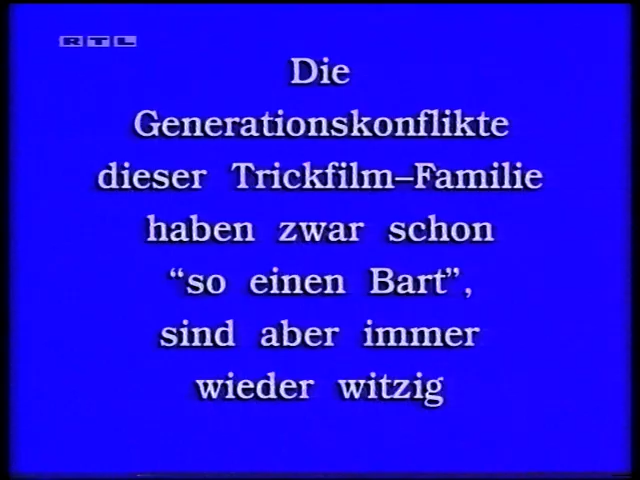 RTL
Die
Generationskonflikte
dieser Trickfilm–Familie
haben zwar schon
“so einen Bart”,
sind aber immer
wieder witzig